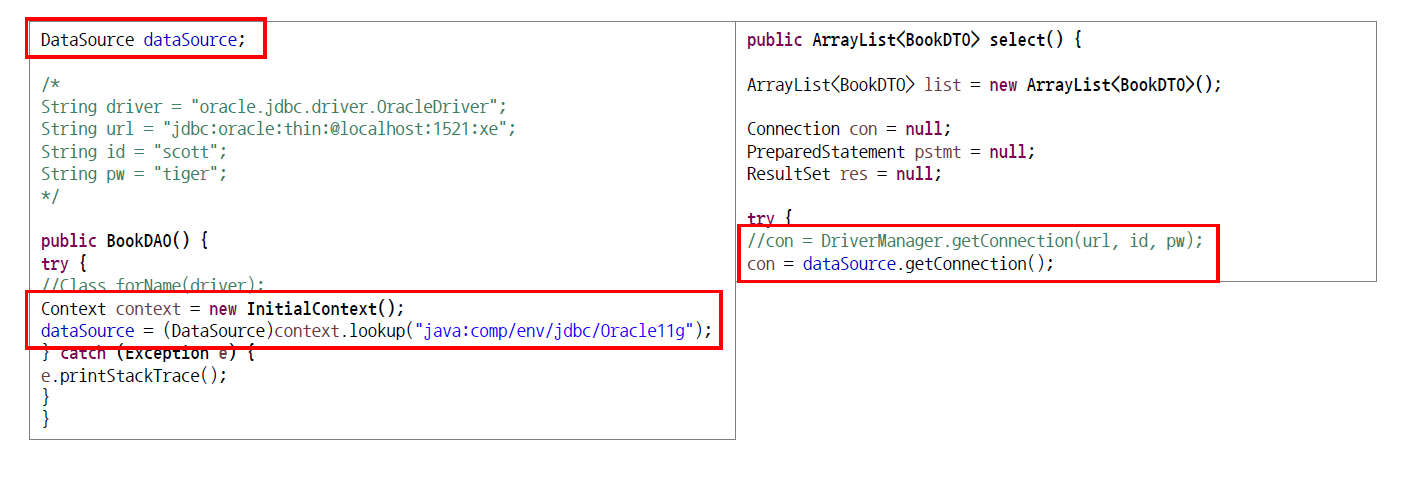 DataSource dataSource;
/*
String driver = "oracle.jdbc.driver.OracleDriver";
String url = "jdbc:oracle:thin:@localhost:1521:xe";
String id = "scott";
String pw = "tiger";
*/
public BookDAO() {
try {
//Class.forName(driver);
Context context = new InitialContext();
dataSource = (DataSource)context.lookup("java:comp/env/jdbc/Oracle11g");
} catch (Exception e) {
e.printStackTrace();
}
}
public ArrayList<BookDTO> select() {
ArrayList<BookDTO> list = new ArrayList<BookDTO>();
Connection con = null;
PreparedStatement pstmt = null;
ResultSet res = null;
try {
//con = DriverManager.getConnection(url, id, pw);
con = dataSource.getConnection();